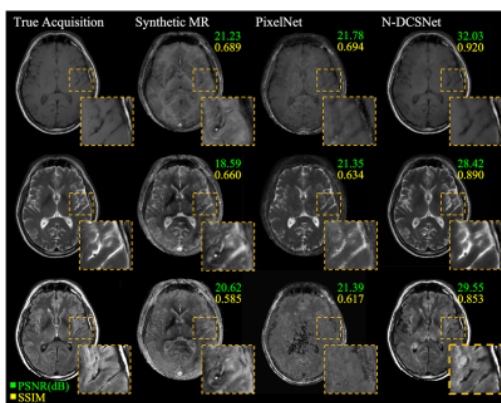 True Acquisition Synthetic MR PixelNet N-DCSNet
21.23 21.78 32.03
0.689 0.694 0.920
18.59 21.35 28.42
0.660 0.634 0.890
20.62 21.39 29.55
0.585 0.617 0.853
PSNR(dB)
SSIM